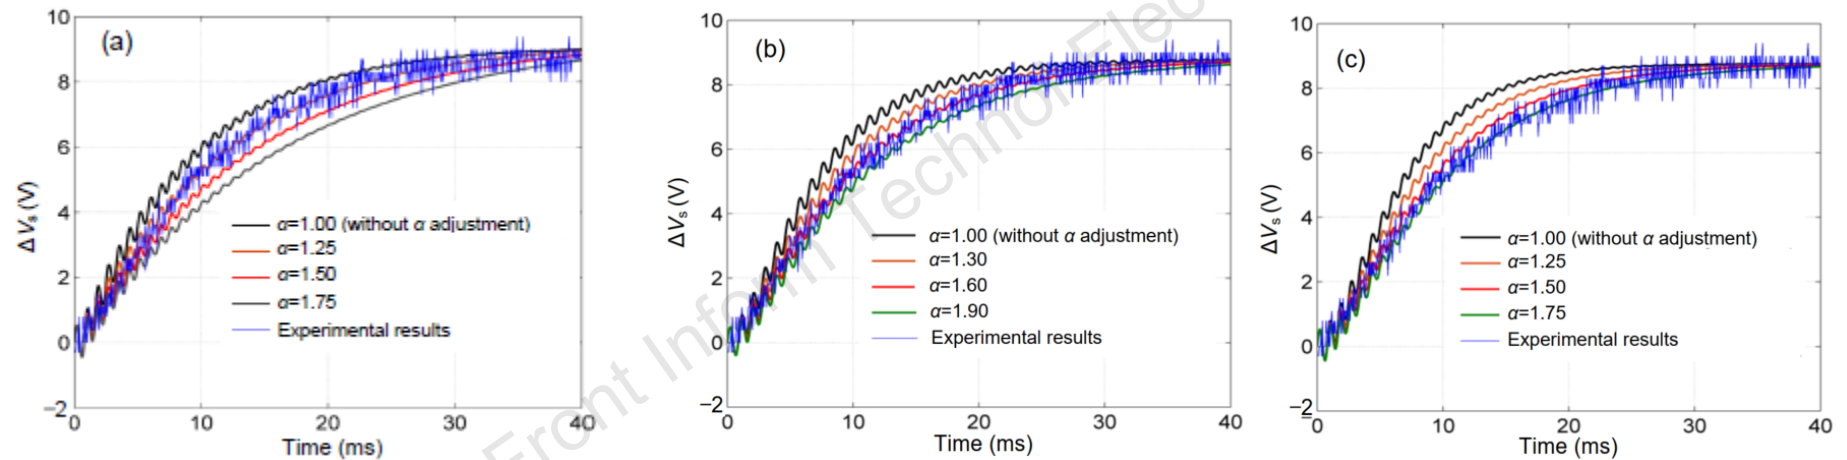 (a)
10
8
6
4
2
0
−2
ΔVs (V)
α=1.00 (without α adjustment)
α=1.25
α=1.50
α=1.75
Experimental results
0 10 20 30 40
Time (ms)
(b)
10
8
6
4
2
0
−2
ΔVs (V)
α=1.00 (without α adjustment)
α=1.30
α=1.60
α=1.90
Experimental results
0 10 20 30 40
Time (ms)
(c)
10
8
6
4
2
0
−2
ΔVs (V)
α=1.00 (without α adjustment)
α=1.25
α=1.50
α=1.75
Experimental results
0 10 20 30 40
Time (ms)
Front Inform Technol Elec